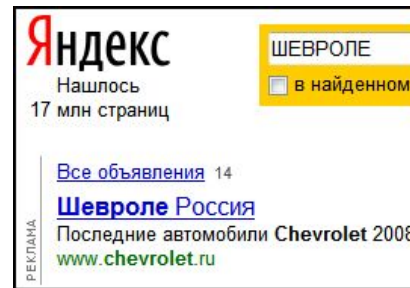 Яндекс
ШЕВРОЛЕ
Нашлось
17 млн страниц
в найденном
Все объявления 14
Шевроле Россия
Последние автомобили Chevrolet 2008
www.chevrolet.ru
РЕКЛАМА